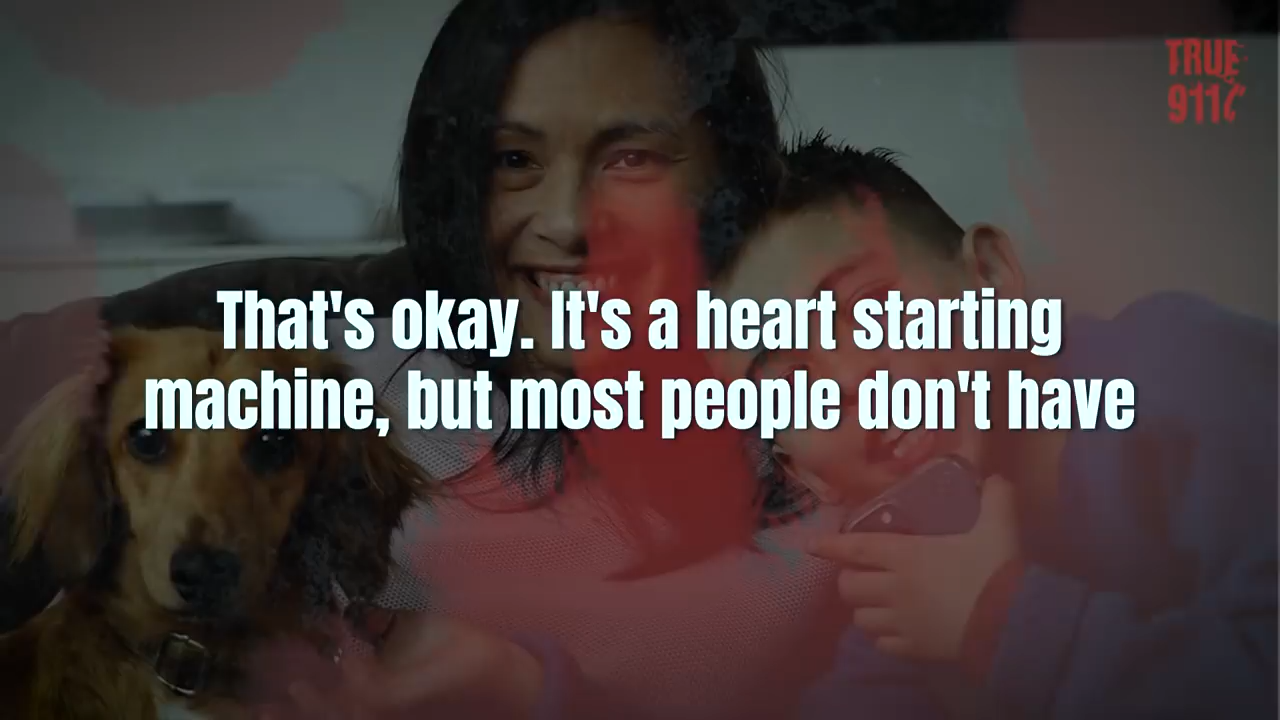 TRUE
911
That's okay. It's a heart starting
machine, but most people don't have